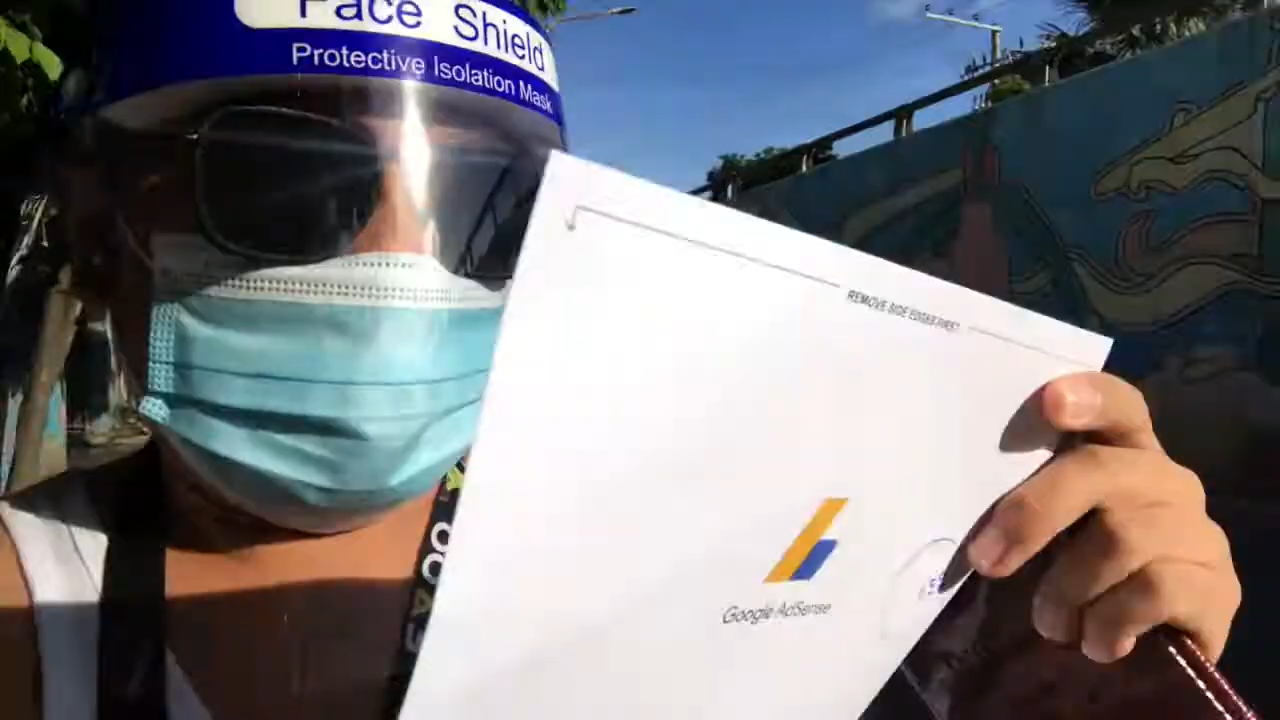 Face Shield
Protective Isolation Mask
REMOVE SIDE EDGES FIRST
Google AdSense